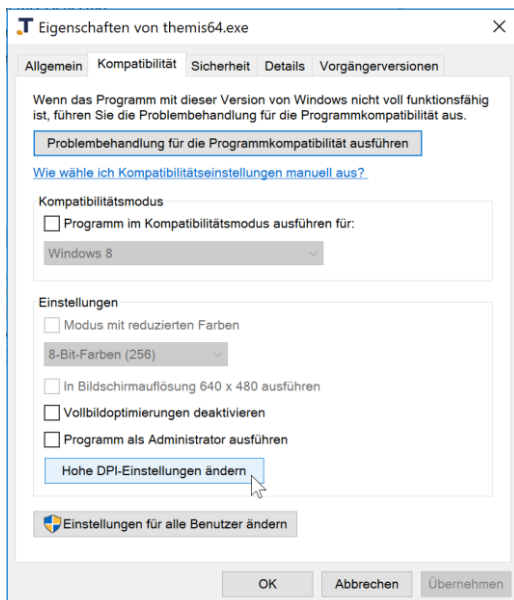 Eigenschaften von themis64.exe
Allgemein Kompatibilität Sicherheit Details Vorgängerversionen
Wenn das Programm mit dieser Version von Windows nicht voll funktionsfähig
ist, führen Sie die Problembehandlung für die Programmkompatibilität aus.
Problembehandlung für die Programmkompatibilität ausführen
Wie wähle ich Kompatibilitätseinstellungen manuell aus?
Kompatibilitätsmodus
Programm im Kompatibilitätsmodus ausführen für:
Windows 8
Einstellungen
Modus mit reduzierten Farben
8-Bit-Farben (256)
In Bildschirmauflösung 640 x 480 ausführen
Vollbildoptimierungen deaktivieren
Programm als Administrator ausführen
Hohe DPI-Einstellungen ändern
Einstellungen für alle Benutzer ändern
OK Abbrechen Übernehmen